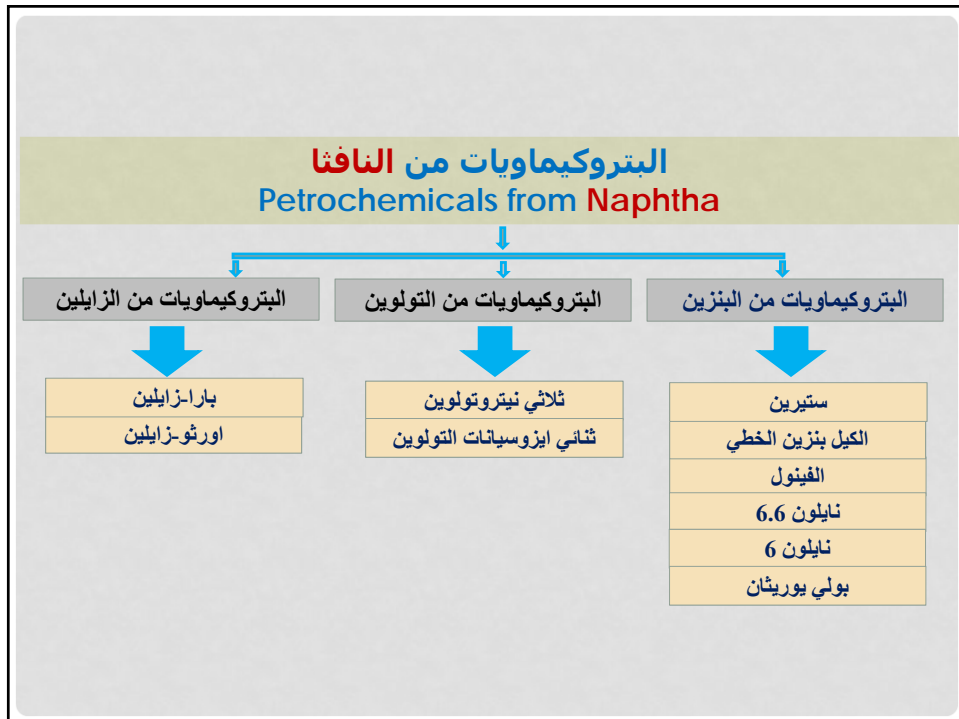 البتروكيماويات من النافثا
Petrochemicals from Naphtha
البتروكيماويات من البنزين
ستيرين
الكيل بنزين الخطي
الفينول
نايلون 6.6
نايلون 6
بولي يوريثان
البتروكيماويات من التولوين
ثلاثي نيتروتولوين
ثنائي ايزوسيانات التولوين
البتروكيماويات من الزايلين
بارا-زايلين
اورثو-زايلين